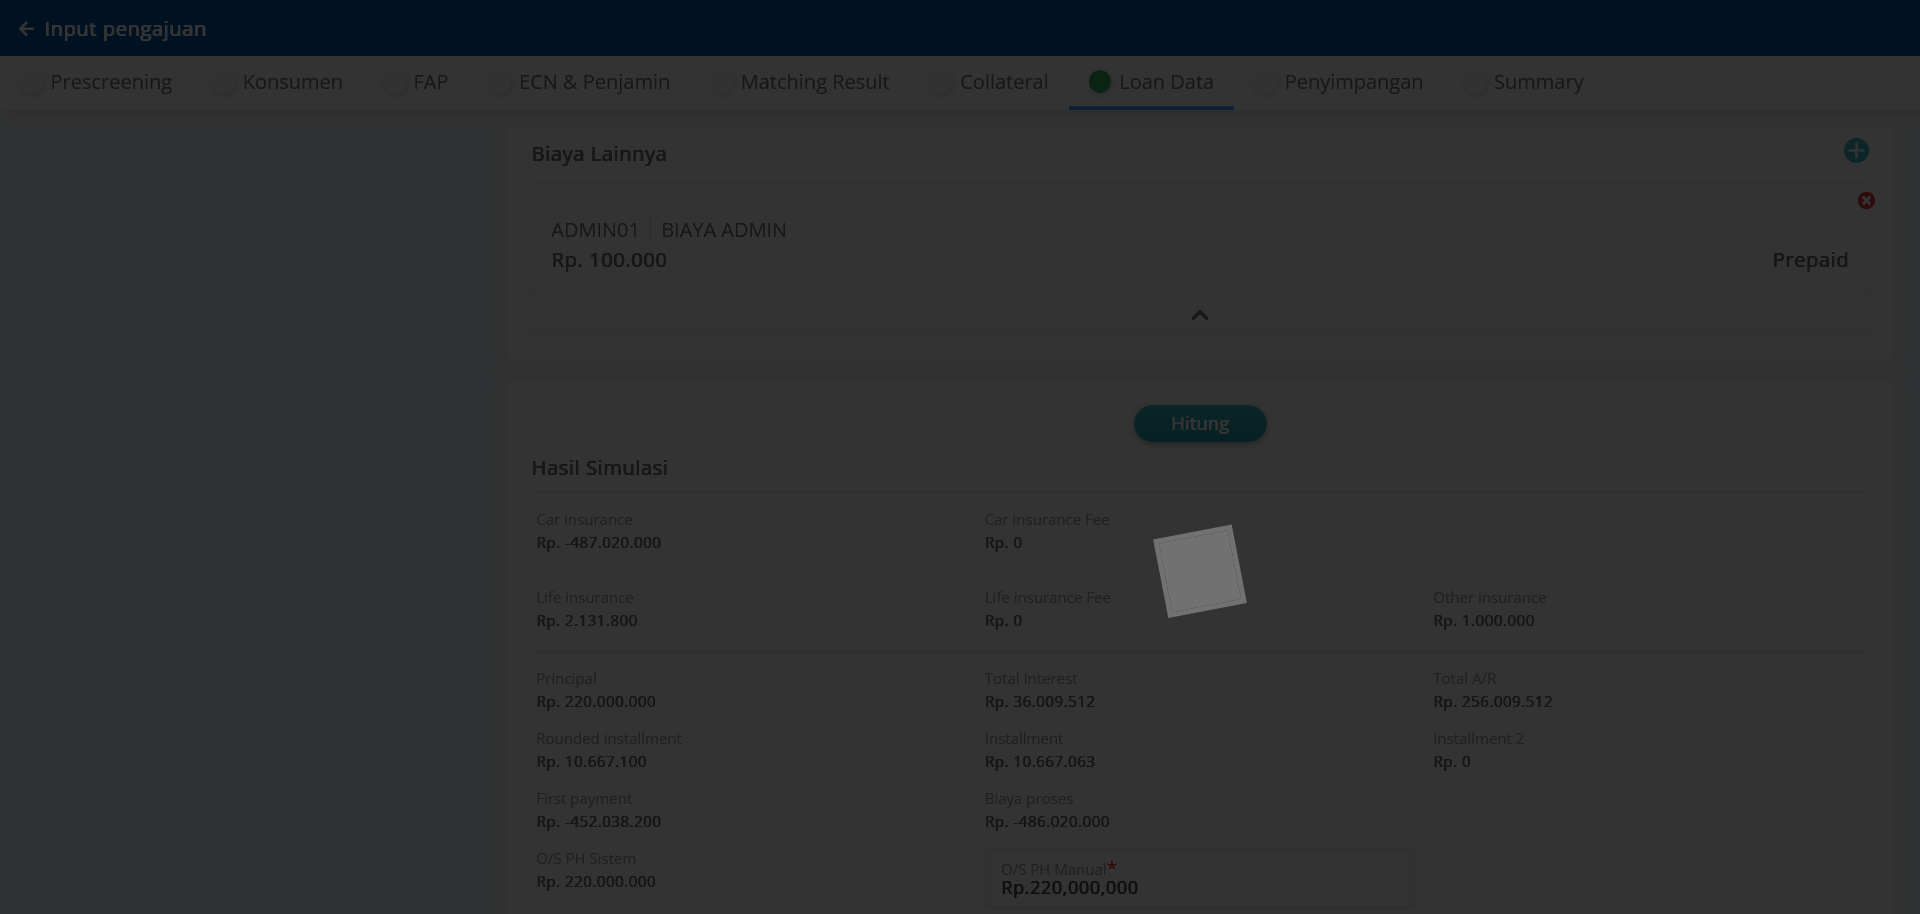 Input pengajuan
Prescreening Konsumen FAP ECN & Penjamin Matching Result Collateral Loan Data Penyimpangan Summary
Biaya Lainnya
ADMIN01 BIAYA ADMIN
Rp. 100.000 Prepaid
Hitung
Hasil Simulasi
Car insurance Car insurance Fee
Rp. -487.020.000 Rp. 0
Life insurance Life insurance Fee Other insurance
Rp. 2.131.800 Rp. 0 Rp. 1.000.000
Principal Total Interest Total A/R
Rp. 220.000.000 Rp. 36.009.512 Rp. 256.009.512
Rounded installment Installment Installment 2
Rp. 10.667.100 Rp. 10.667.063 Rp. 0
First payment Biaya proses
Rp. -452.038.200 Rp. -486.020.000
O/S PH Sistem O/S PH Manual*
Rp. 220.000.000 Rp.220,000,000